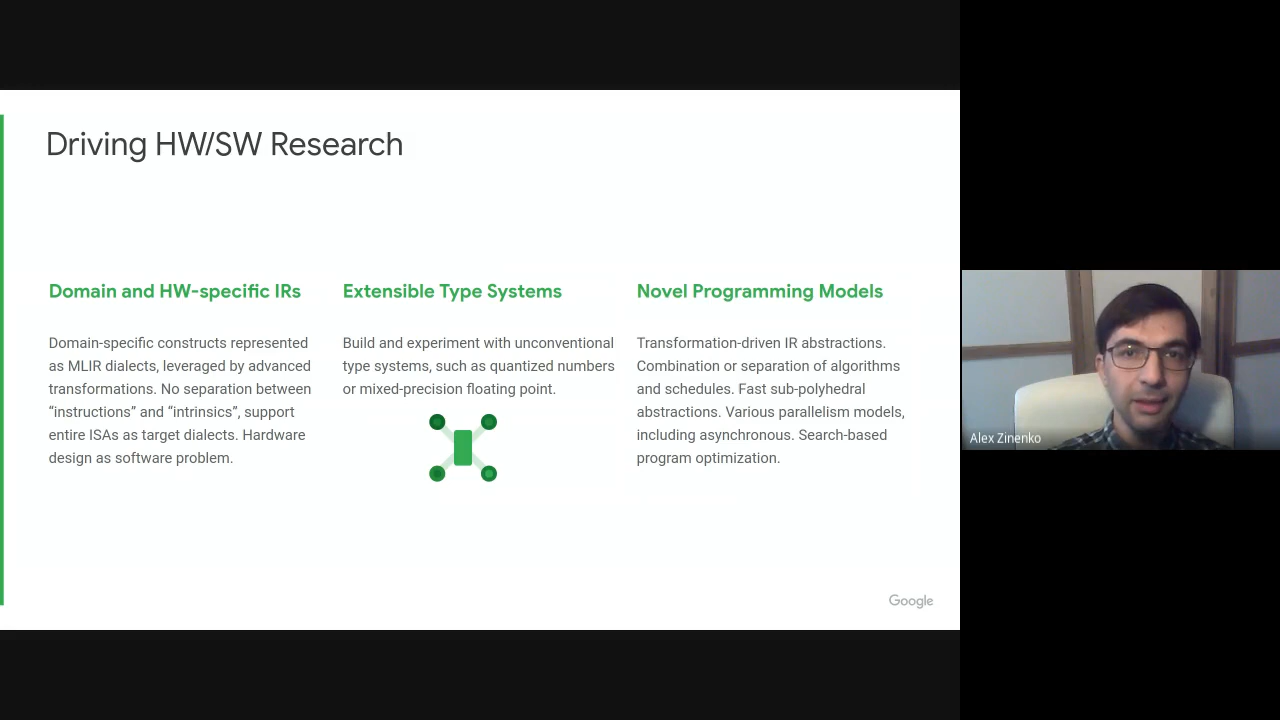 Driving HW/SW Research
Domain and HW-specific IRs
Domain-specific constructs represented
as MLIR dialects, leveraged by advanced
transformations. No separation between
“instructions” and “intrinsics”, support
entire ISAs as target dialects. Hardware
design as software problem.
Extensible Type Systems
Build and experiment with unconventional
type systems, such as quantized numbers
or mixed-precision floating point.
Novel Programming Models
Transformation-driven IR abstractions.
Combination or separation of algorithms
and schedules. Fast sub-polyhedral
abstractions. Various parallelism models,
including asynchronous. Search-based
program optimization.
Google
Alex Zinenko